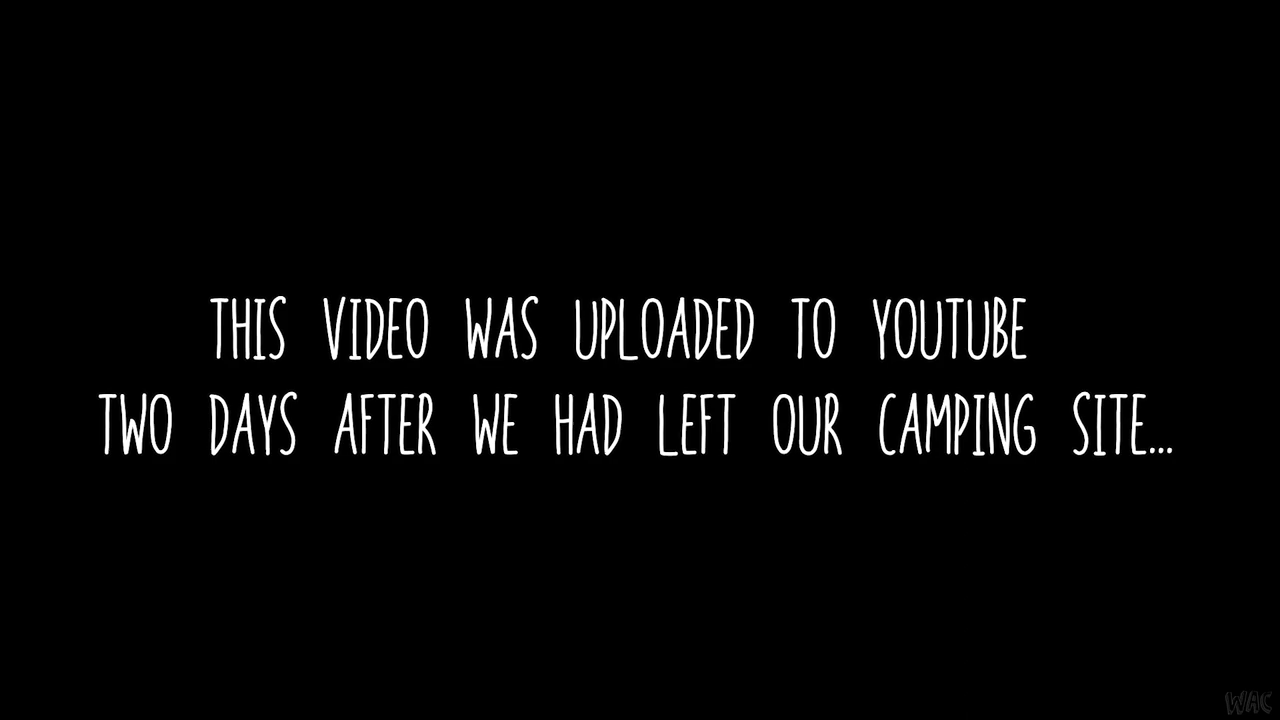 THIS VIDEO WAS UPLOADED TO YOUTUBE
TWO DAYS AFTER WE HAD LEFT OUR CAMPING SITE...
WAC